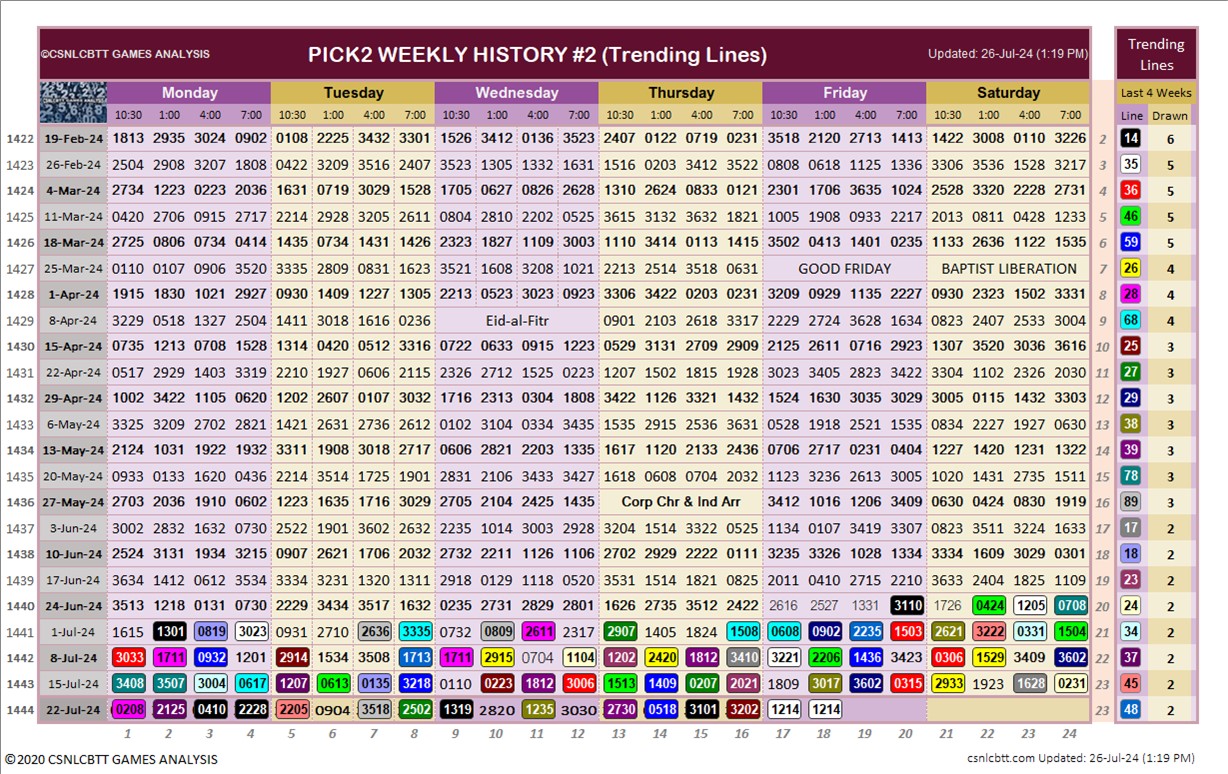 ©CSNLCBTT GAMES ANALYSIS PICK2 WEEKLY HISTORY #2 (Trending Lines) Updated: 26-Jul-24 (1:19 PM) Trending Lines
Monday Tuesday Wednesday Thursday Friday Saturday Last 4 Weeks
10:30 1:00 4:00 7:00 10:30 1:00 4:00 7:00 10:30 1:00 4:00 7:00 10:30 1:00 4:00 7:00 10:30 1:00 4:00 7:00 10:30 1:00 4:00 7:00 Line Drawn
1422 19-Feb-24 1813 2935 3024 0902 0108 2225 3432 3301 1526 3412 0136 3523 2407 0122 0719 0231 3518 2120 2713 1413 1422 3008 0110 3226 2 14 6
1423 26-Feb-24 2504 2908 3207 1808 0422 3209 3516 2407 3523 1305 1332 1631 1516 0203 3412 3522 0808 0618 1125 1336 3306 3536 1528 3217 3 35 5
1424 4-Mar-24 2734 1223 0223 2036 1631 0719 3029 1528 1705 0627 0826 2628 1310 2624 0833 0121 2301 1706 3635 1024 2528 3320 2228 2731 4 36 5
1425 11-Mar-24 0420 2706 0915 2717 2214 2928 3205 2611 0804 2810 2202 0525 3615 3132 3632 1821 1005 1908 0933 2217 2013 0811 0428 1233 5 46 5
1426 18-Mar-24 2725 0806 0734 0414 1435 0734 1431 1426 2323 1827 1109 3003 1110 3414 0113 1415 3502 0413 1401 0235 1133 2636 1122 1535 6 59 5
1427 25-Mar-24 0110 0107 0906 3520 3335 2809 0831 1623 3521 1608 3208 1021 2213 2514 3518 0631 GOOD FRIDAY BAPTIST LIBERATION 7 26 4
1428 1-Apr-24 1915 1830 1021 2927 0930 1409 1227 1303 2213 0523 3023 0923 3306 3422 0203 0231 3209 0929 1135 2227 0930 2323 1502 3331 8 28 4
1429 8-Apr-24 3229 0518 1327 2504 1411 3018 1616 0236 Eid-al-Fitr 0901 2103 2618 3317 2229 2724 3628 1634 0823 2407 2533 3004 9 68 4
1430 15-Apr-24 0735 1213 0708 1528 1314 0420 0512 3316 0722 0633 0915 1223 0529 3131 2709 2909 2125 2611 0716 2923 1307 3520 3036 3616 10 25 3
1431 22-Apr-24 0517 2929 1403 3319 2210 1927 0606 2115 2326 2712 1525 0223 1207 1502 1815 1928 3023 3405 2823 3422 3304 1102 2326 2030 11 27 3
1432 29-Apr-24 1002 3422 1105 0620 1202 2607 0107 3032 1716 2313 0304 1808 3422 1126 3321 1432 1524 1630 3035 3029 3005 0115 1432 3303 12 29 3
1433 6-May-24 3325 3209 2702 2821 1421 2631 2736 2612 0102 3104 0334 3435 1535 2915 2536 3631 0528 1918 2521 1535 0834 2227 1927 0630 13 38 3
1434 13-May-24 2124 1031 1922 1932 3311 1908 3018 2717 0606 2821 2203 1335 1617 1120 2133 2436 0706 2717 0231 0404 1227 1420 1231 1322 14 39 3
1435 20-May-24 0933 0133 1620 0436 2214 3514 1725 1903 2831 2103 3433 3427 1618 0608 0704 2032 1123 3236 2613 3005 1020 1431 2735 1511 15 78 3
1436 27-May-24 2703 2036 1910 0602 1223 1635 1716 3029 2705 2104 2425 1435 Corp Chr & Ind Arr 3412 1016 1206 3409 0630 0424 0830 1919 16 89 3
1437 3-Jun-24 3002 2832 1632 0730 2522 1901 3602 2632 2235 1014 3003 2928 3204 1514 3322 0525 1134 0107 3419 3307 0823 3511 3224 1633 17 17 2
1438 10-Jun-24 2524 3131 1934 3215 0907 2621 1706 2032 2732 2211 1126 1106 2702 2929 2222 0111 3235 3326 1028 1334 3334 1609 3029 0301 18 18 2
1439 17-Jun-24 3634 1412 0612 3534 3334 3231 1320 1311 2918 0129 1118 0520 3531 1514 1821 0825 2011 0410 2715 2210 3633 2404 1825 1109 19 23 2
1440 24-Jun-24 3513 1218 0131 0730 2229 3434 3517 1632 0235 2731 2829 2801 1626 2735 3512 2422 2616 2527 1331 3110 1726 0424 1205 0708 20 24 2
1441 1-Jul-24 1615 1301 0819 3023 0931 2710 2636 3335 0732 0809 2611 2317 2907 1405 1824 1508 0608 0902 2235 1503 2621 3222 0331 1504 21 34 2
1442 8-Jul-24 3033 1711 0932 1201 2914 1534 3508 1713 1711 2915 0704 1104 1202 2420 1812 3410 3221 2206 1436 3423 0306 1529 3409 3602 22 37 2
1443 15-Jul-24 3408 3507 3004 0617 1207 0613 0135 3218 0110 0223 1812 3006 1513 1409 0207 2021 1809 3017 3602 0315 2933 1923 1628 0231 23 45 2
1444 22-Jul-24 0208 2125 0410 2228 2205 0904 3518 2502 1319 2820 1235 3030 2730 0518 3101 3202 1214 1214 23 48 2
1 2 3 4 5 6 7 8 9 10 11 12 13 14 15 16 17 18 19 20 21 22 23 24
©2020 CSNLCBTT GAMES ANALYSIS csnlcbtt.com Updated: 26-Jul-24 (1:19 PM)